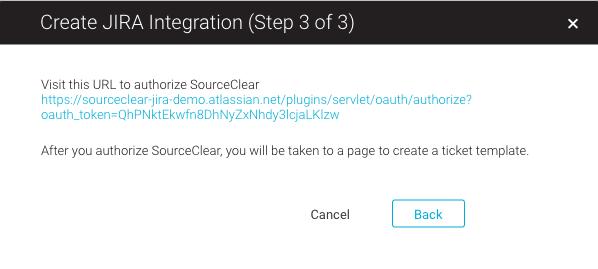 Create JIRA Integration (Step 3 of 3)
Visit this URL to authorize SourceClear
https://sourceclear-jira-demo.atlassian.net/plugins/servlet/oauth/authorize?
oauth_token=QhPNktEkwfn8DhNyZxNhdy3lcjaLKlzw
After you authorize SourceClear, you will be taken to a page to create a ticket template.
Cancel
Back